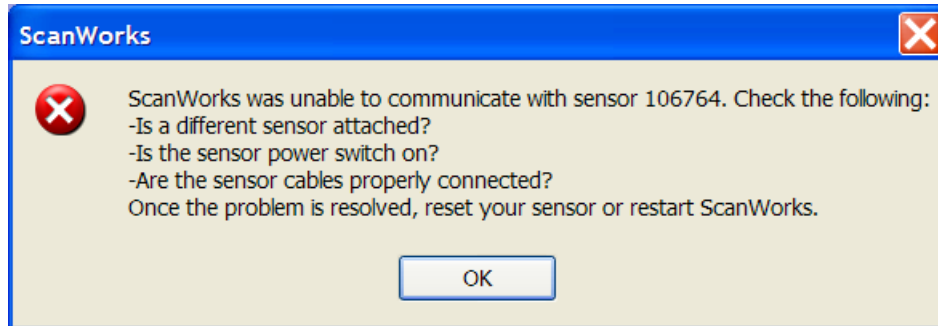 ScanWorks
ScanWorks was unable to communicate with sensor 106764. Check the following:
-Is a different sensor attached?
-Is the sensor power switch on?
-Are the sensor cables properly connected?
Once the problem is resolved, reset your sensor or restart ScanWorks.
OK